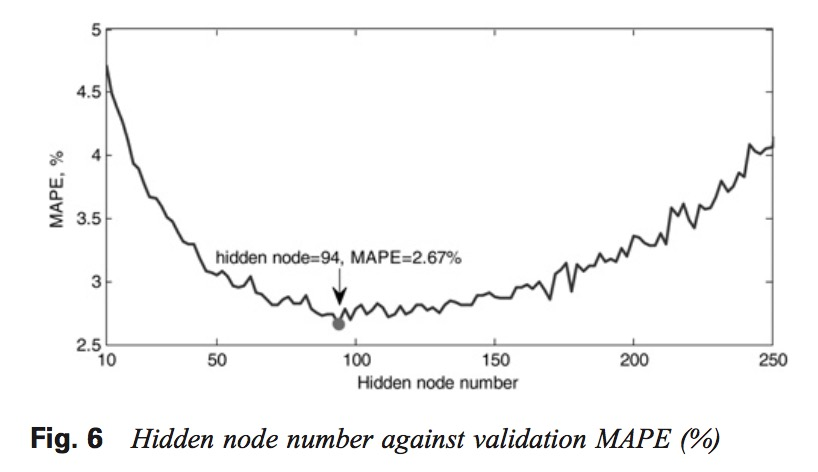 5
4.5
4
3.5
3
2.5
MAPE, %
hidden node=94, MAPE=2.67%
10 50 100 150 200 250
Hidden node number
Fig. 6 Hidden node number against validation MAPE (%)